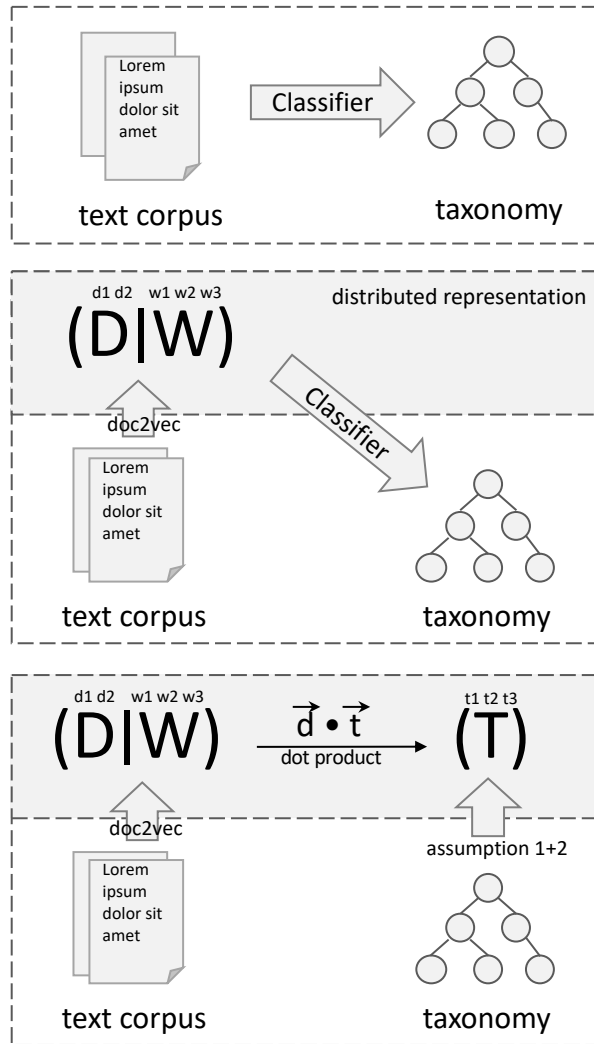 Lorem
ipsum
dolor sit
amet
Classifier
text corpus
taxonomy
d1 d2 w1 w2 w3
distributed representation
(D|W)
Classifier
doc2vec
Lorem
ipsum
dolor sit
amet
text corpus
taxonomy
d1 d2 w1 w2 w3
t1 t2 t3
(D|W)
d • t
(T)
dot product
doc2vec
assumption 1+2
Lorem
ipsum
dolor sit
amet
text corpus
taxonomy